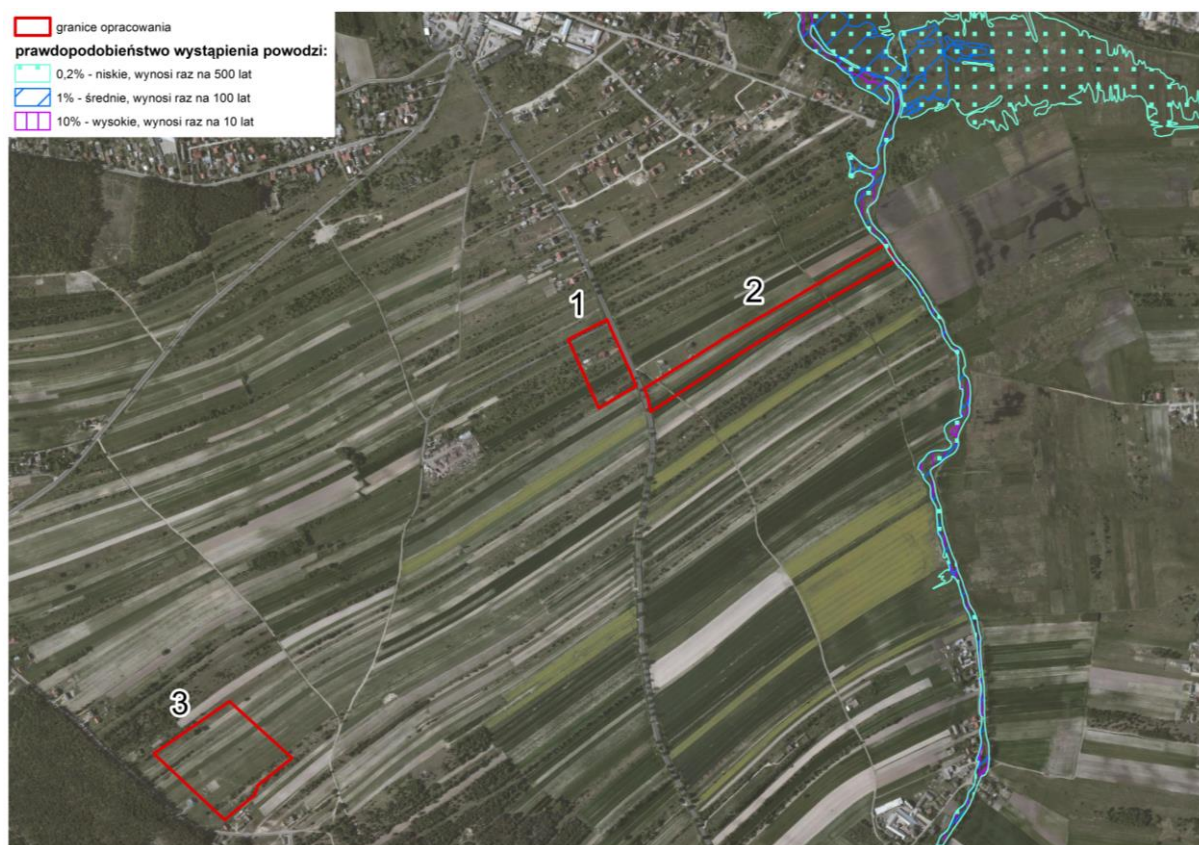 granice opracowania
prawdopodobieństwo wystąpienia powodzi:
0,2% - niskie, wynosi raz na 500 lat
1% - średnie, wynosi raz na 100 lat
10% - wysokie, wynosi raz na 10 lat
1
2
3